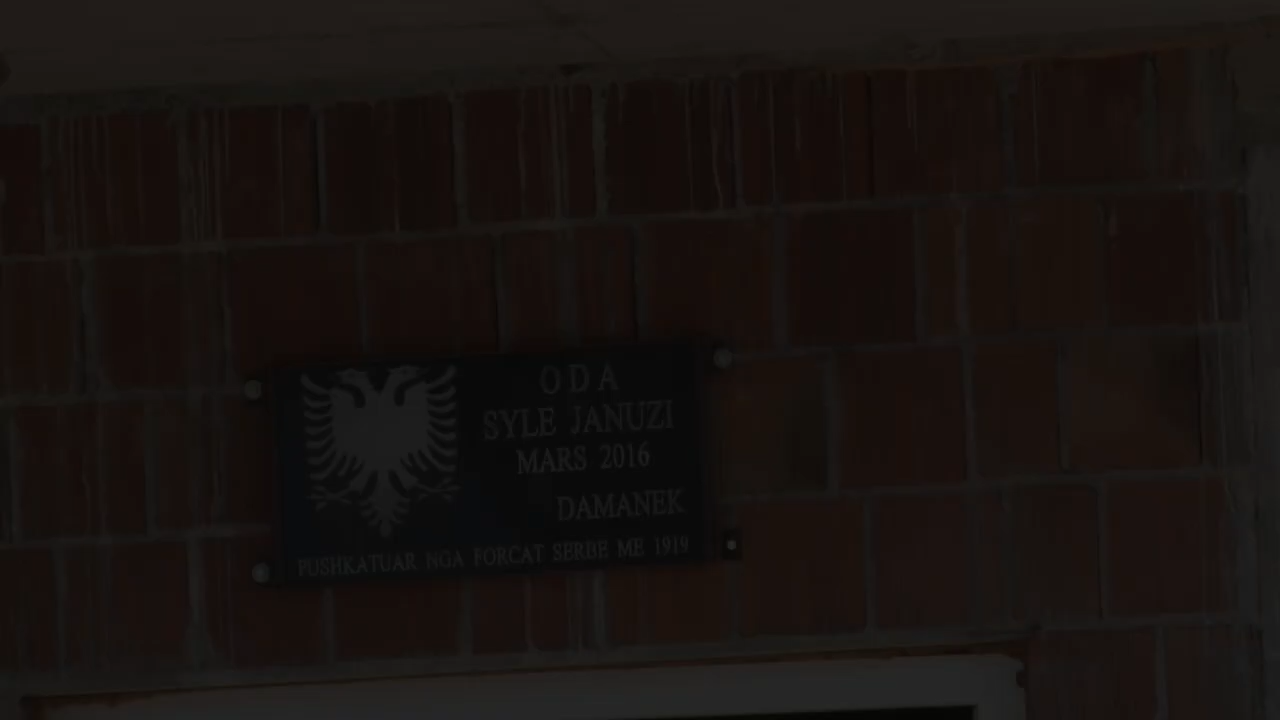 ODA
SYLE JANUZI
MARS 2016
DAMANEK
PUSHKATUAR NGA FORCAT SERBE ME 1919